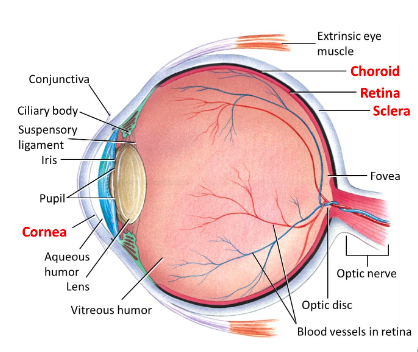 Extrinsic eye
muscle
Choroid
Retina
Sclera
Conjunctiva
Ciliary body
Suspensory
ligament
Iris
Pupil
Cornea
Aqueous
humor
Lens
Vitreous humor
Fovea
Optic nerve
Optic disc
Blood vessels in retina